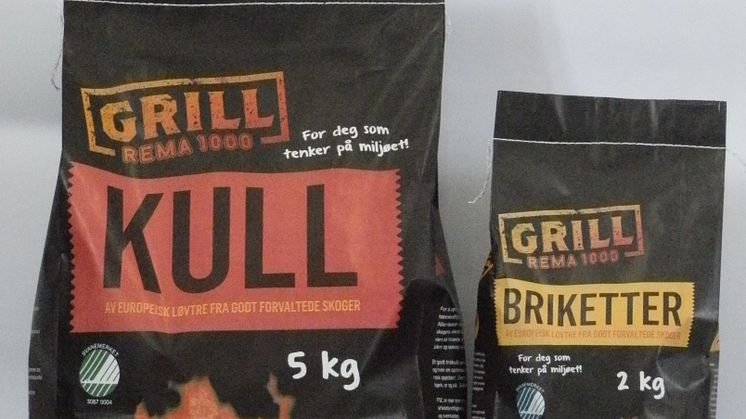 GRILL
REMA 1000
For deg som
tenker på miljøet!
KULL
AV EUROPEISK LØVTRE FRA GODT FORVALTEDE SKOGER
SVANEMERKET
3087 0004
5 kg
GRILL
REMA 1000
BRIKETTER
AV EUROPEISK LØVTRE FRA GODT FORVALTEDE SKOGER
For deg som
tenker på miljøet!
2 kg